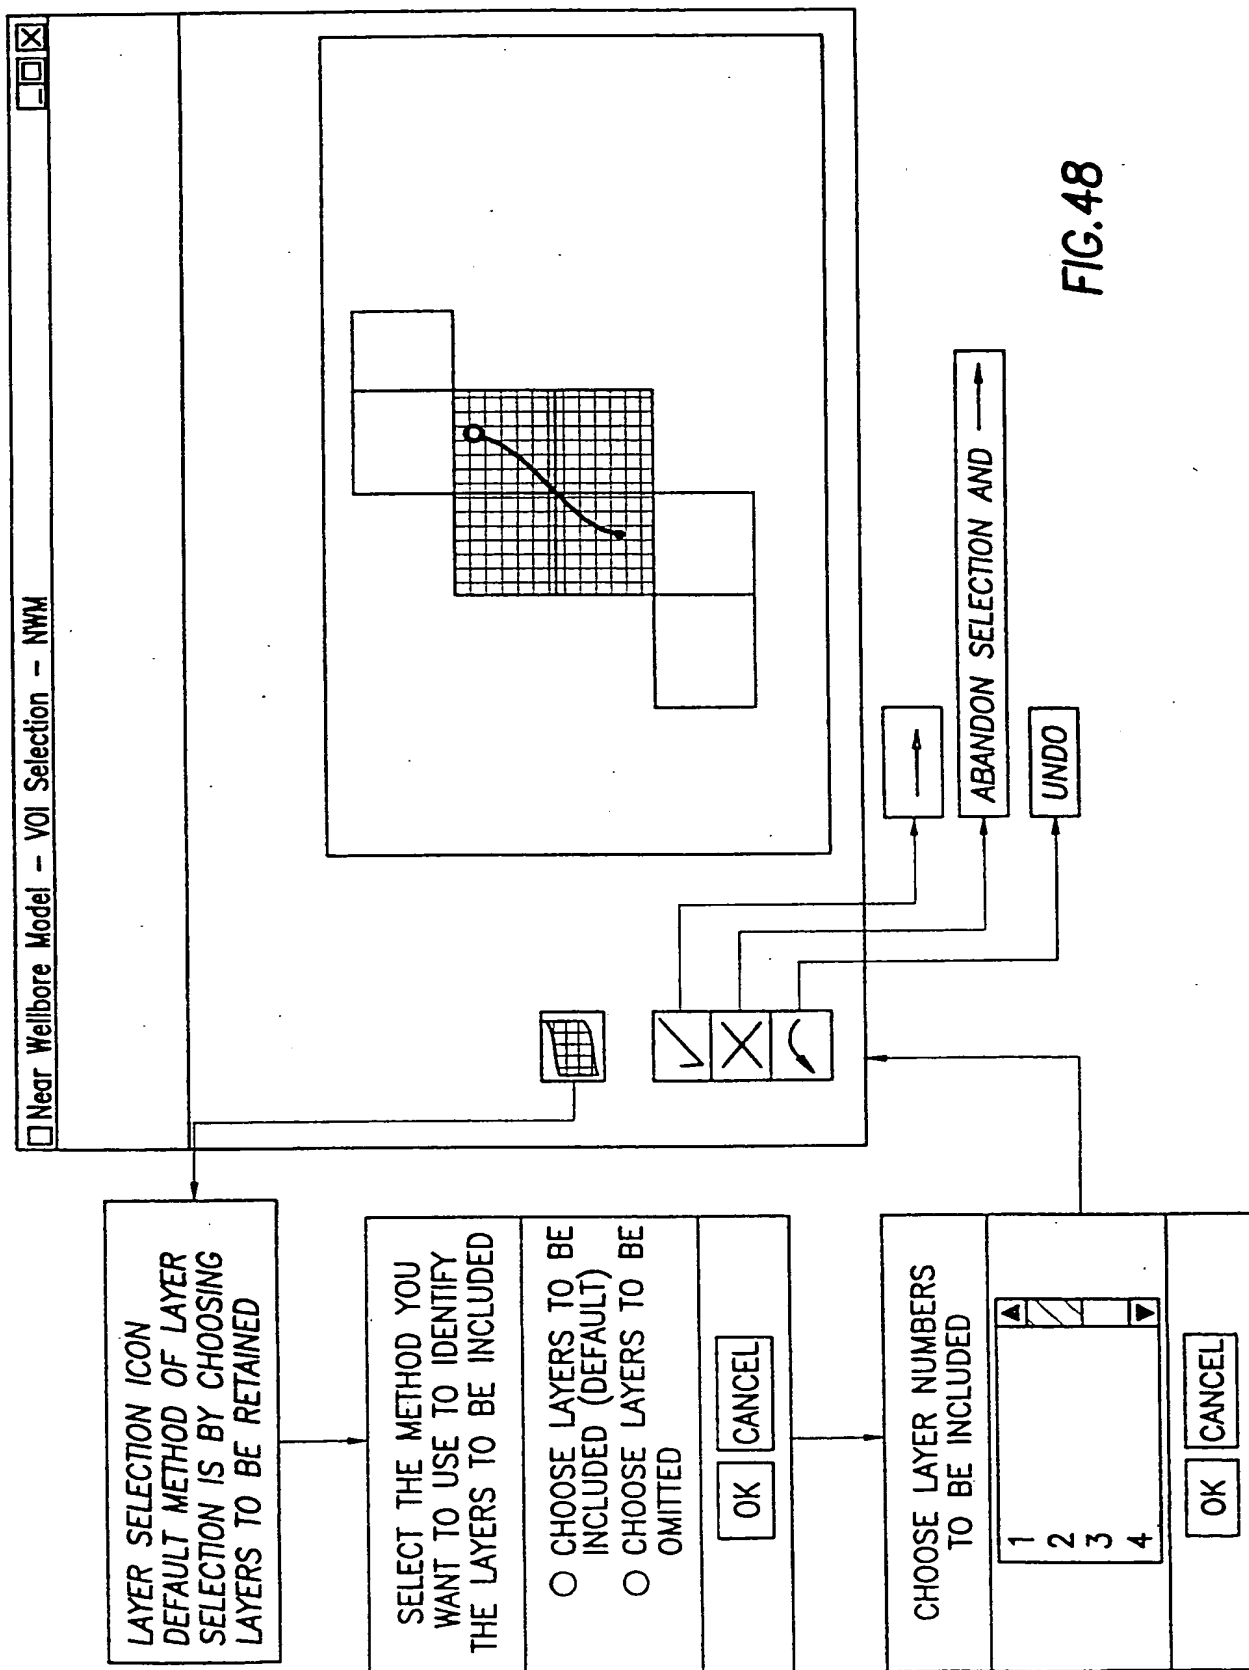 Near Wellbore Model – VOI Selection – NWM
LAYER SELECTION ICON
DEFAULT METHOD OF LAYER
SELECTION IS BY CHOOSING
LAYERS TO BE RETAINED
SELECT THE METHOD YOU
WANT TO USE TO IDENTIFY
THE LAYERS TO BE INCLUDED
CHOOSE LAYERS TO BE
INCLUDED (DEFAULT)
CHOOSE LAYERS TO BE
OMITTED
OK
CANCEL
CHOOSE LAYER NUMBERS
TO BE INCLUDED
1
2
3
4
OK
CANCEL
ABANDON SELECTION AND
UNDO
FIG.48